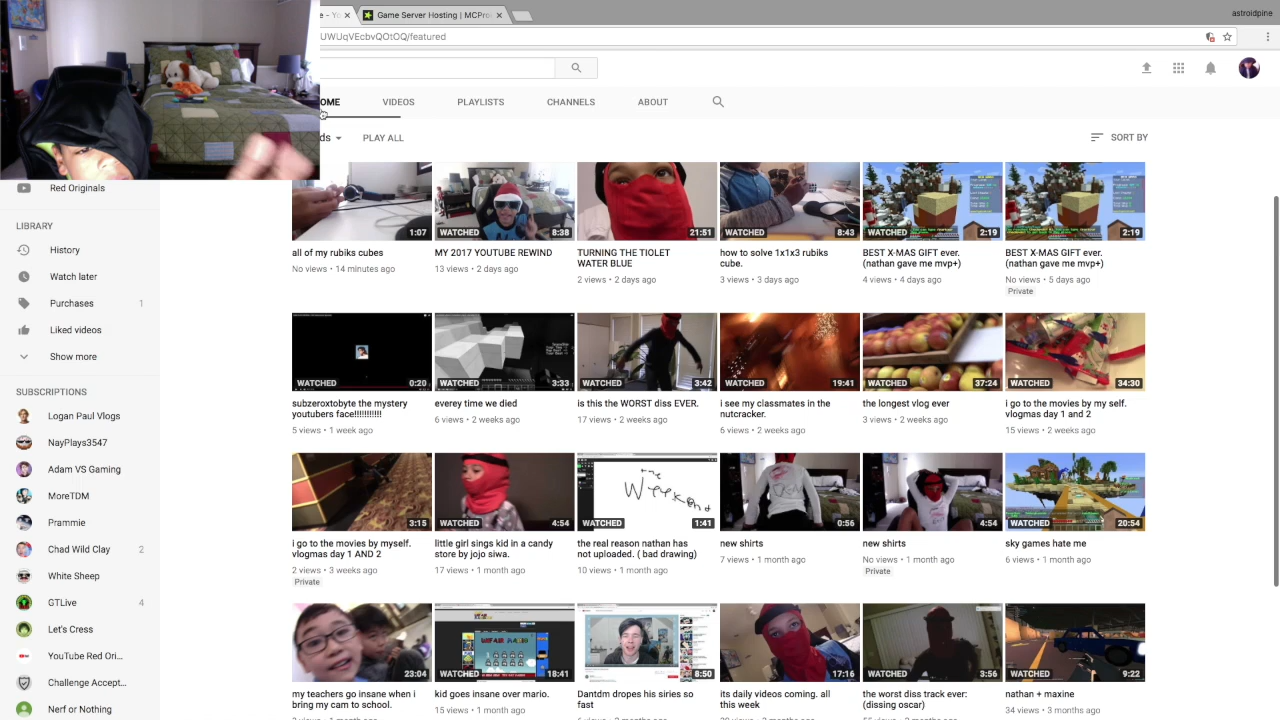 - Yo
Game Server Hosting | MCPro
astroidpine
UWUqVEcbvQOtOQ/featured
OME
VIDEOS
PLAYLISTS
CHANNELS
ABOUT
ds
PLAY ALL
SORT BY
Red Originals
LIBRARY
History
Watch later
Purchases 1
Liked videos
Show more
SUBSCRIPTIONS
Logan Paul Vlogs
NayPlays3547
Adam VS Gaming
MoreTDM
Prammie
Chad Wild Clay 2
White Sheep
GTLive 4
Let's Cress
YouTube Red Ori...
Challenge Accept...
Nerf or Nothing
1:07
all of my rubiks cubes
No views • 14 minutes ago
WATCHED 8:38
MY 2017 YOUTUBE REWIND
13 views • 2 days ago
21:51
TURNING THE TIOLET
WATER BLUE
2 views • 2 days ago
WATCHED 8:43
how to solve 1x1x3 rubiks
cube.
3 views • 3 days ago
WATCHED 2:19
BEST X-MAS GIFT ever.
(nathan gave me mvp+)
4 views • 4 days ago
WATCHED 2:19
BEST X-MAS GIFT ever.
(nathan gave me mvp+)
No views • 5 days ago
Private
WATCHED 0:20
subzeroxtobyte the mystery
youtubers face!!!!!!!!!!
5 views • 1 week ago
WATCHED 3:33
everey time we died
6 views • 2 weeks ago
WATCHED 3:42
is this the WORST diss EVER.
17 views • 2 weeks ago
WATCHED 19:41
i see my classmates in the
nutcracker.
6 views • 2 weeks ago
WATCHED 37:24
the longest vlog ever
3 views • 2 weeks ago
WATCHED 34:30
i go to the movies by my self.
vlogmas day 1 and 2
15 views • 2 weeks ago
3:15
i go to the movies by myself.
vlogmas day 1 AND 2
2 views • 3 weeks ago
Private
WATCHED 4:54
little girl sings kid in a candy
store by jojo siwa.
17 views • 1 month ago
the
Weekend
WATCHED 1:41
the real reason nathan has
not uploaded. ( bad drawing)
10 views • 1 month ago
WATCHED 0:56
new shirts
7 views • 1 month ago
WATCHED 4:54
new shirts
No views • 1 month ago
Private
WATCHED 20:54
sky games hate me
6 views • 1 month ago
23:04
my teachers go insane when i
bring my cam to school.
WATCHED 18:41
kid goes insane over mario.
15 views • 1 month ago
8:50
Dantdm dropes his siries so
fast
WATCHED 17:16
its daily videos coming. all
this week
WATCHED 3:56
the worst diss track ever:
(dissing oscar)
WATCHED 9:22
nathan + maxine
34 views • 3 months ago